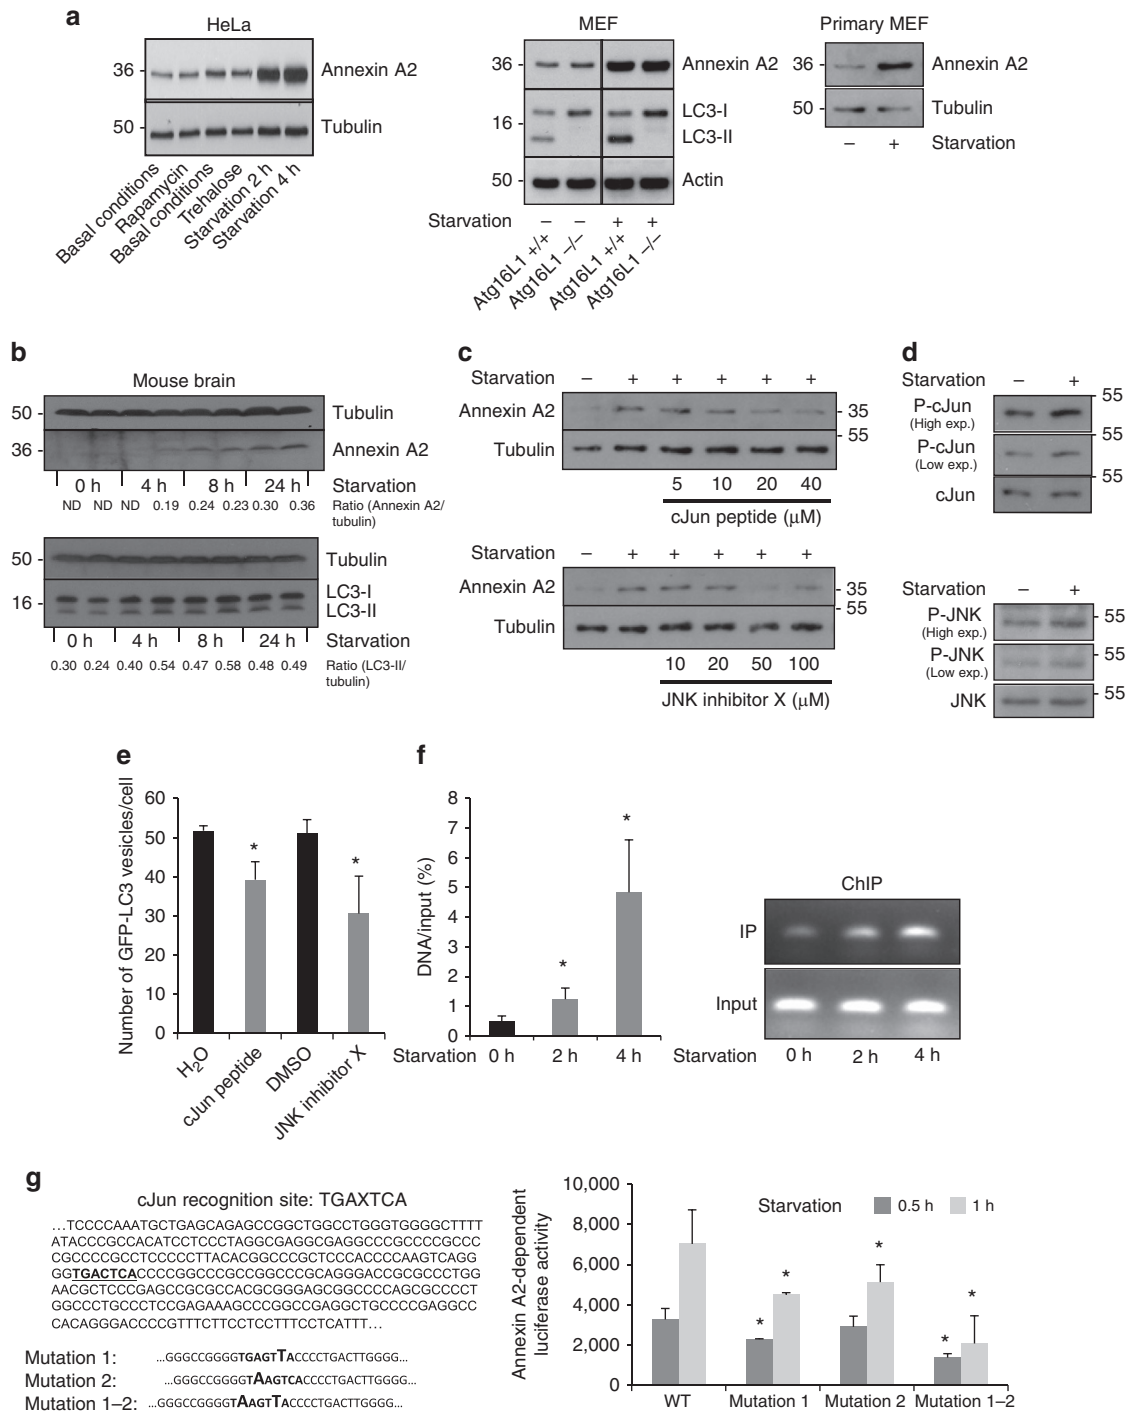 a
HeLa
36
Annexin A2
50
Tubulin
Basal conditions
Rapamycin
Basal conditions
Trehalose
Starvation 2 h
Starvation 4 h
MEF
36
Annexin A2
LC3-I
16
LC3-II
50
Actin
Starvation – – + +
Atg16L1 +/+
Atg16L1 –/–
Atg16L1 +/+
Atg16L1 –/–
Primary MEF
36
Annexin A2
50
Tubulin
– + Starvation
b
Mouse brain
50
Tubulin
36
Annexin A2
0 h 4 h 8 h 24 h Starvation
ND ND ND 0.19 0.24 0.23 0.30 0.36 Ratio (Annexin A2/
tubulin)
50
Tubulin
LC3-I
16
LC3-II
0 h 4 h 8 h 24 h Starvation
0.30 0.24 0.40 0.54 0.47 0.58 0.48 0.49 Ratio (LC3-II/
tubulin)
c
Starvation – + + + + +
Annexin A2
35
55
Tubulin
5 10 20 40
cJun peptide (μM)
Starvation – + + + + +
Annexin A2
35
55
Tubulin
10 20 50 100
JNK inhibitor X (μM)
d
Starvation – +
55
P-cJun
(High exp.)
55
P-cJun
(Low exp.)
55
cJun
Starvation – +
P-JNK
55
(High exp.)
P-JNK
55
(Low exp.)
55
JNK
e
Number of GFP-LC3 vesicles/cell
60
50
40
30
20
10
0
*
*
H2O
cJun peptide
DMSO
JNK inhibitor X
f
DNA/input (%)
8
7
6
5
4
3
2
1
0
*
*
Starvation 0 h 2 h 4 h
ChIP
IP
Input
Starvation 0 h 2 h 4 h
g
cJun recognition site: TGAXTCA
...TCCCCAAATGCTGAGCAGAGCCGGCTGGCCTGGGTGGGGCTTTT
ATACCCGCCACATCCTCCCTAGGCGAGGCGAGGCCCGCCCCGCCC
CGCCCCGCCTCCCCCTTACACGGCCCGCTCCCACCCCAAGTCAGG
GGTGACTCACCCCGGCCCGCCGGCCCGCAGGGACCGCGCCCTGG
AACGCTCCCGAGCCGCGCCACGCGGGAGCGGCCCCAGCGCCCCT
GGCCCTGCCCTCCGAGAAAGCCCGGCCGAGGCTGCCCCGAGGCC
CACAGGGACCCCGTTTCTTCCTCCTTTCCTCATTT...
Mutation 1: ...GGGCCGGGGTGAGTTACCCCTGACTTGGGG...
Mutation 2: ...GGGCCGGGGTAAGTCACCCCTGACTTGGGG...
Mutation 1–2: ...GGGCCGGGGTAAGTTACCCCTGACTTGGGG...
Annexin A2-dependent
luciferase activity
10,000
8,000
6,000
4,000
2,000
0
Starvation 0.5 h 1 h
*
*
*
*
*
WT Mutation 1 Mutation 2 Mutation 1–2